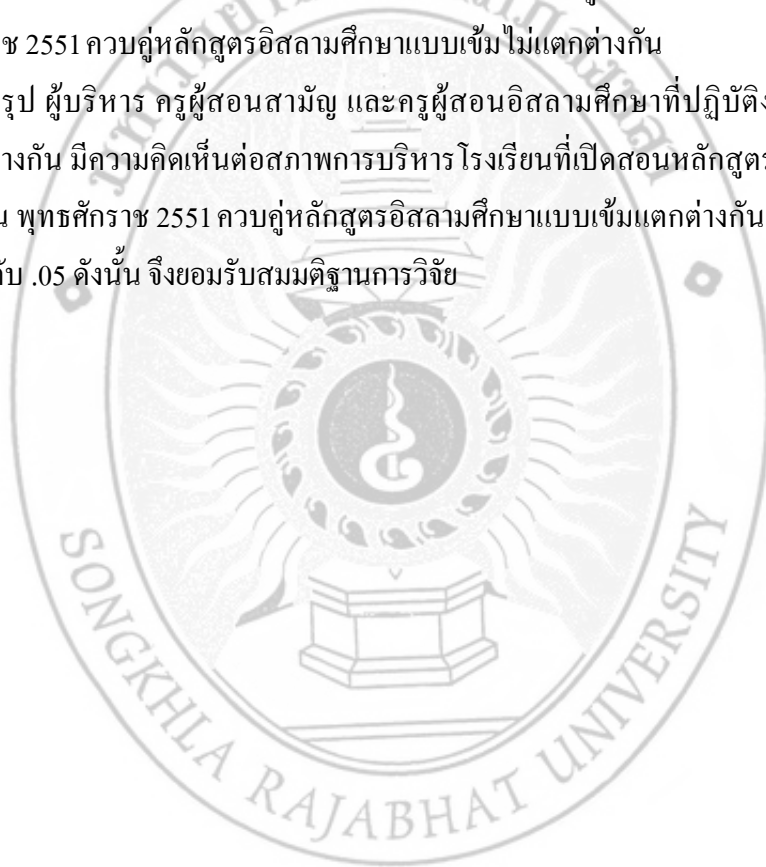 ช 2551 ควบคู่หลักสูตรอิสลามศึกษาแบบเข้มไม่แตกต่างกัน
รุป ผู้บริหาร ครูผู้สอนสามัญ และครูผู้สอนอิสลามศึกษาที่ปฏิบัติง
างกัน มีความคิดเห็นต่อสภาพการบริหารโรงเรียนที่เปิดสอนหลักสูตร
น พุทธศักราช 2551 ควบคู่หลักสูตรอิสลามศึกษาแบบเข้มแตกต่างกัน
กับ .05 ดังนั้น จึงยอมรับสมมติฐานการวิจัย
SONGKHLA RAJABHAT UNIVERSITY